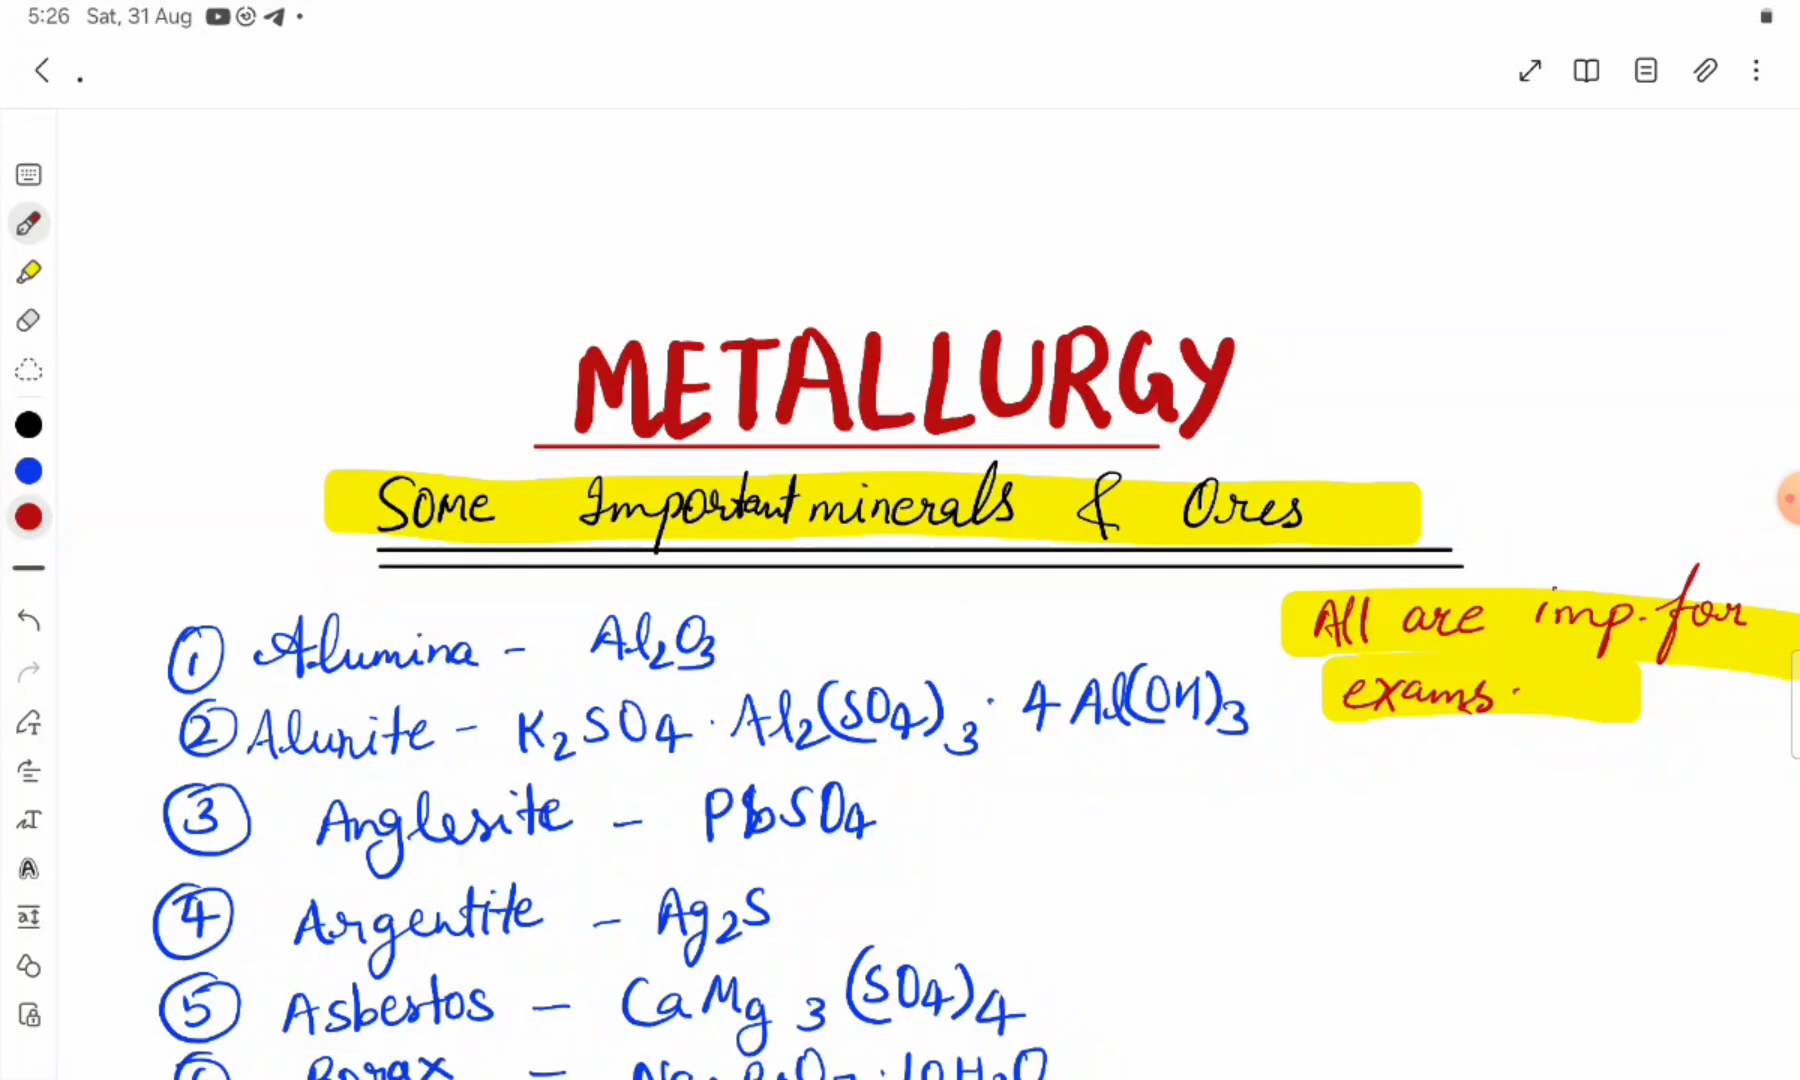 5:26 Sat, 31 Aug
METALLURGY
Some Important minerals & Ores
All are imp. for
exams.
① Alumina - Al₂O₃
② Alunite - K₂SO₄ · Al₂(SO₄)₃ · 4Al(OH)₃
③ Anglesite - PbSO₄
④ Argentite - Ag₂S
⑤ Asbestos - CaMg₃(SO₄)₄
Borax -